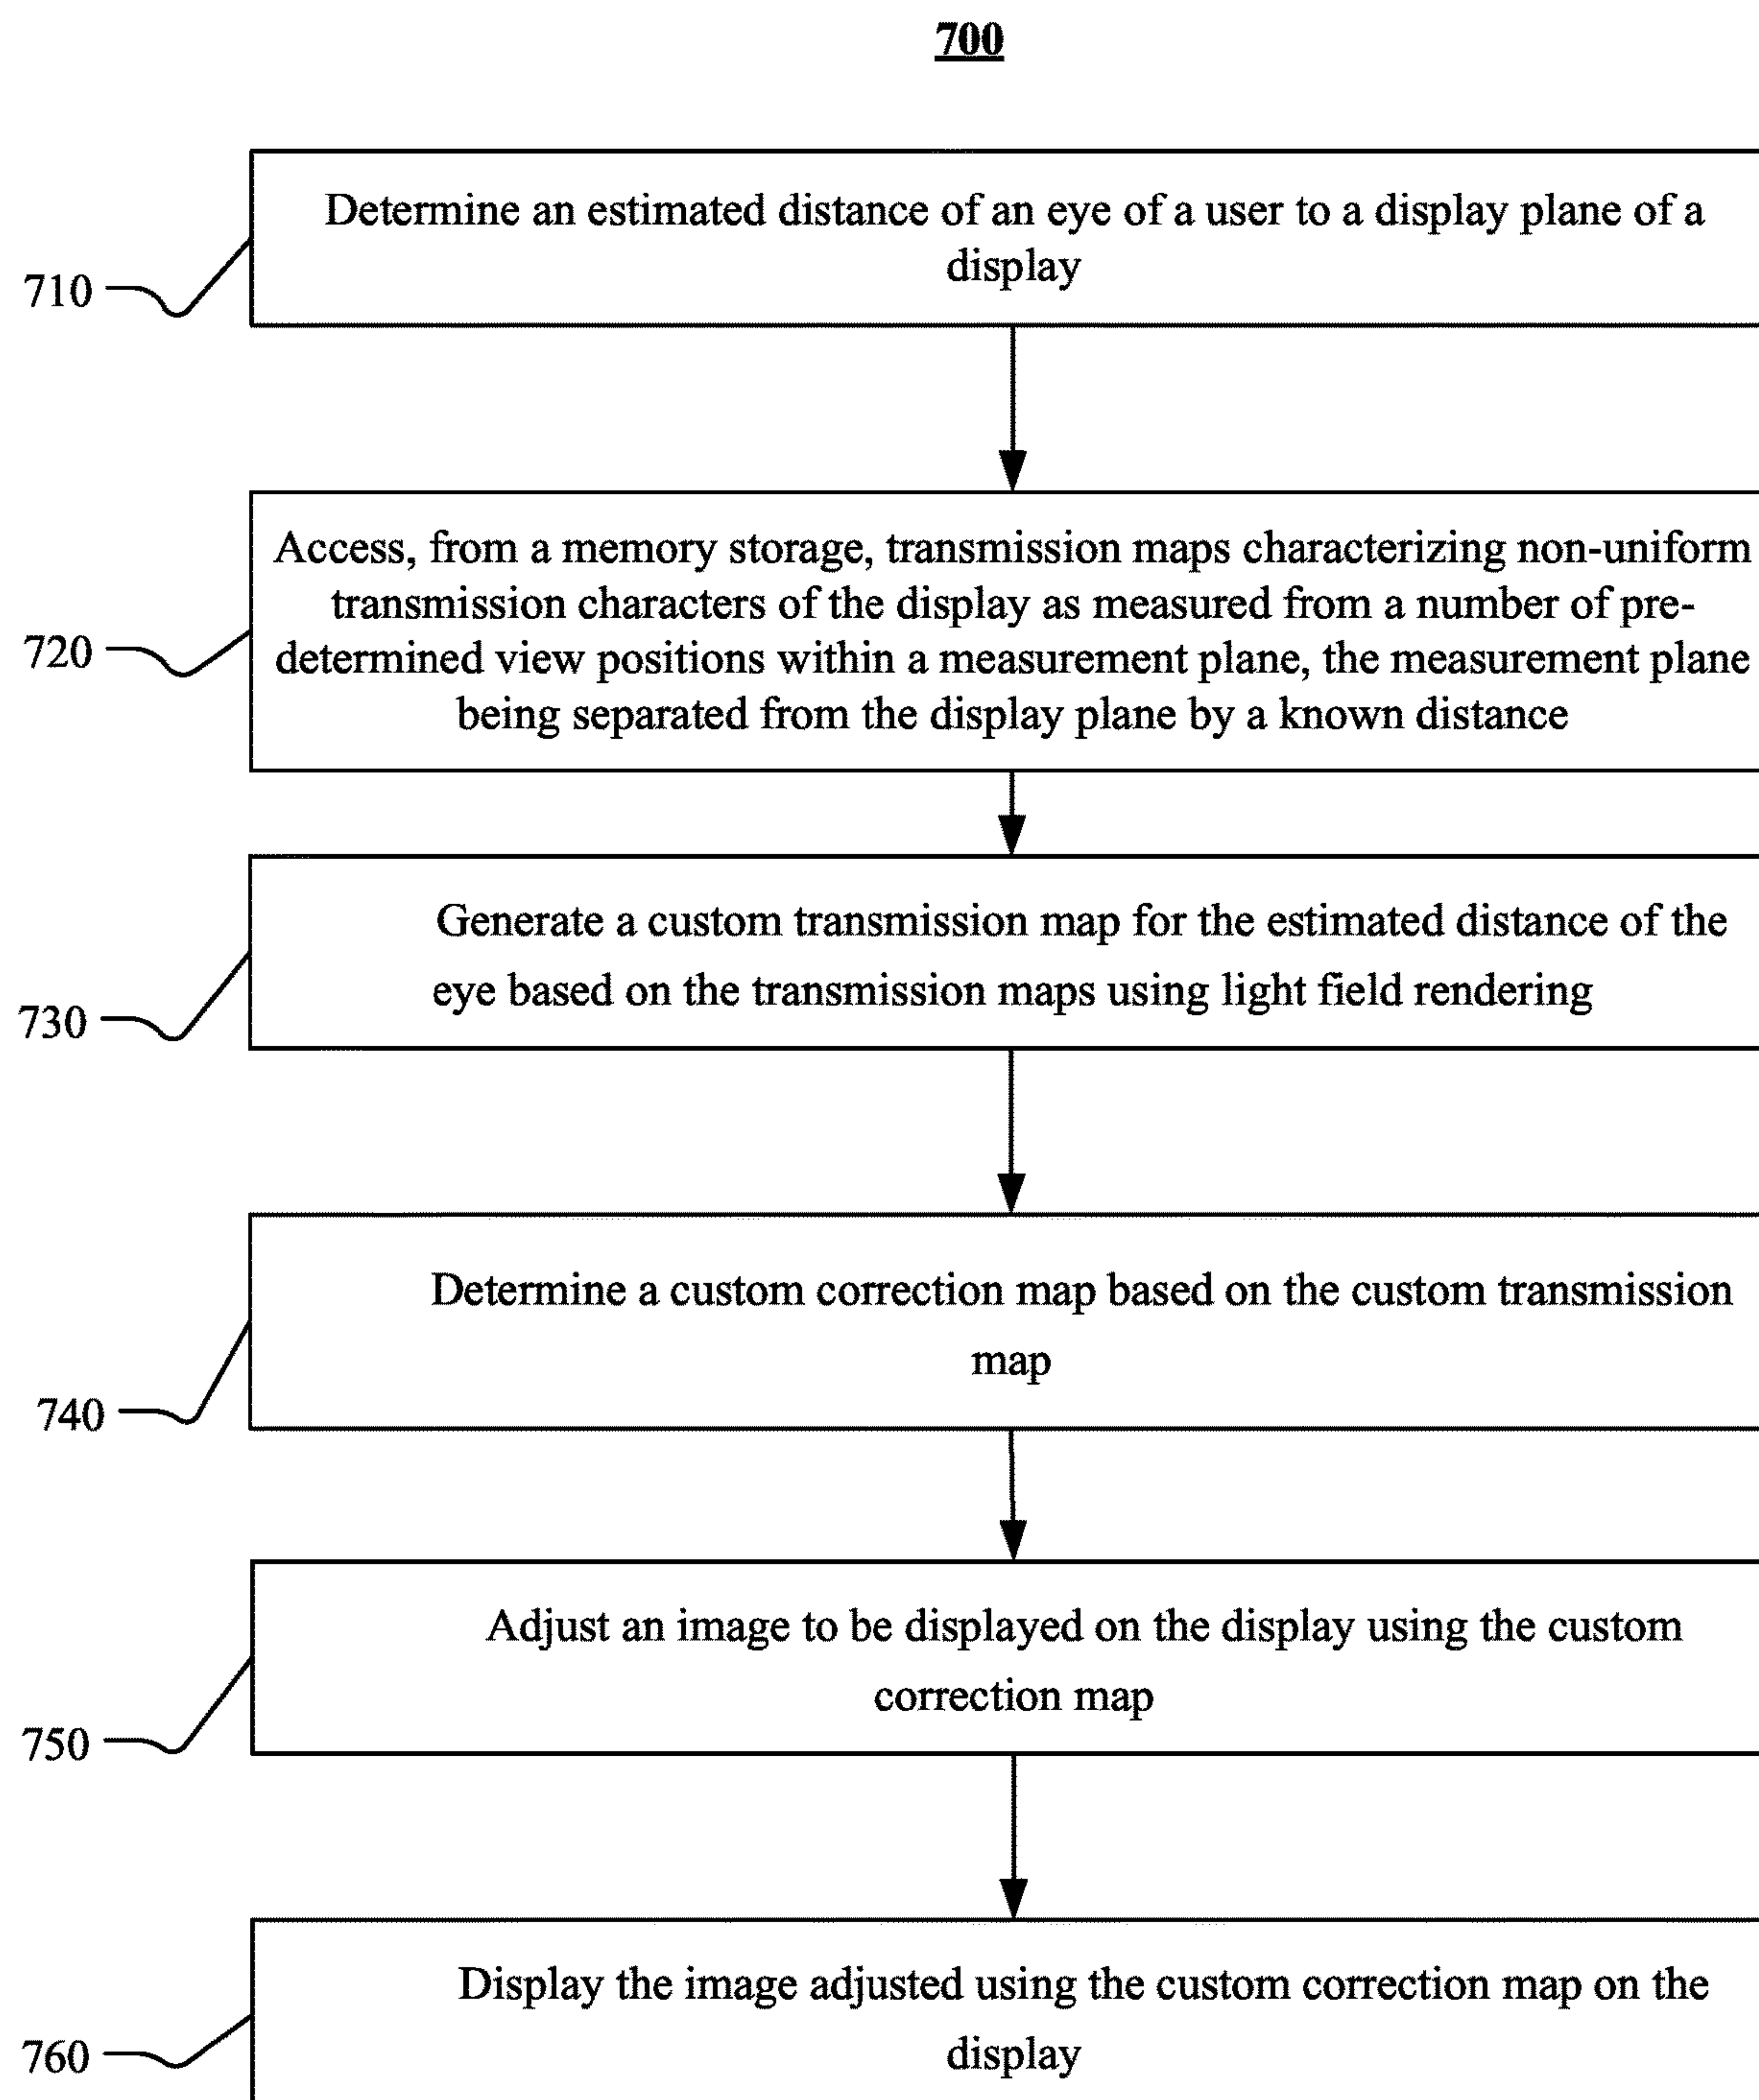 700
Determine an estimated distance of an eye of a user to a display plane of a
display
710
Access, from a memory storage, transmission maps characterizing non-uniform
transmission characters of the display as measured from a number of pre-
determined view positions within a measurement plane, the measurement plane
being separated from the display plane by a known distance
720
Generate a custom transmission map for the estimated distance of the
eye based on the transmission maps using light field rendering
730
Determine a custom correction map based on the custom transmission
map
740
Adjust an image to be displayed on the display using the custom
correction map
750
Display the image adjusted using the custom correction map on the
display
760